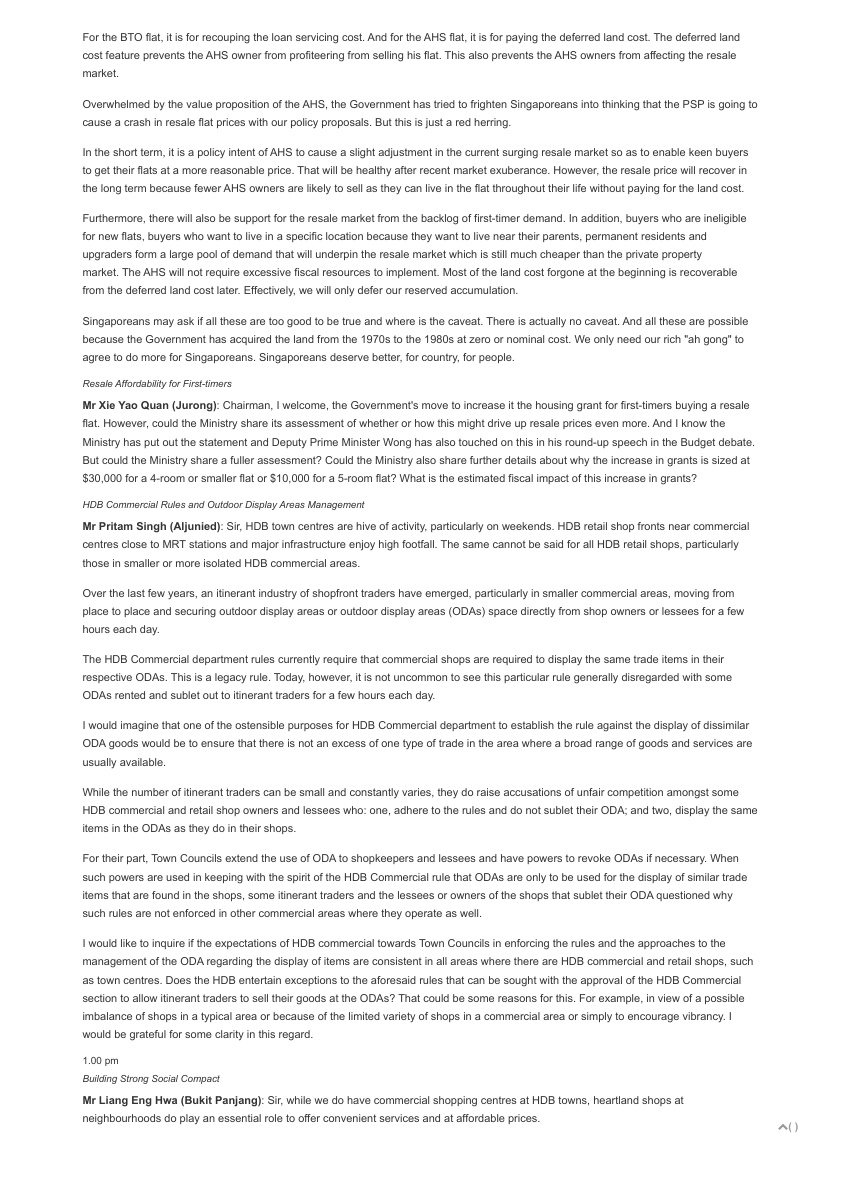 For the BTO flat, it is for recouping the loan servicing cost. And for the AHS flat, it is for paying the deferred land cost. The deferred land
cost feature prevents the AHS owner from profiteering from selling his flat. This also prevents the AHS owners from affecting the resale
market.
Overwhelmed by the value proposition of the AHS, the Government has tried to frighten Singaporeans into thinking that the PSP is going to
cause a crash in resale flat prices with our policy proposals. But this is just a red herring.
In the short term, it is a policy intent of AHS to cause a slight adjustment in the current surging resale market so as to enable keen buyers
to get their flats at a more reasonable price. That will be healthy after recent market exuberance. However, the resale price will recover in
the long term because fewer AHS owners are likely to sell as they can live in the flat throughout their life without paying for the land cost.
Furthermore, there will also be support for the resale market from the backlog of first-timer demand. In addition, buyers who are ineligible
for new flats, buyers who want to live in a specific location because they want to live near their parents, permanent residents and
upgraders form a large pool of demand that will underpin the resale market which is still much cheaper than the private property
market. The AHS will not require excessive fiscal resources to implement. Most of the land cost forgone at the beginning is recoverable
from the deferred land cost later. Effectively, we will only defer our reserved accumulation.
Singaporeans may ask if all these are too good to be true and where is the caveat. There is actually no caveat. And all these are possible
because the Government has acquired the land from the 1970s to the 1980s at zero or nominal cost. We only need our rich "ah gong" to
agree to do more for Singaporeans. Singaporeans deserve better, for country, for people.
Resale Affordability for First-timers
Mr Xie Yao Quan (Jurong): Chairman, I welcome, the Government's move to increase it the housing grant for first-timers buying a resale
flat. However, could the Ministry share its assessment of whether or how this might drive up resale prices even more. And I know the
Ministry has put out the statement and Deputy Prime Minister Wong has also touched on this in his round-up speech in the Budget debate.
But could the Ministry share a fuller assessment? Could the Ministry also share further details about why the increase in grants is sized at
$30,000 for a 4-room or smaller flat or $10,000 for a 5-room flat? What is the estimated fiscal impact of this increase in grants?
HDB Commercial Rules and Outdoor Display Areas Management
Mr Pritam Singh (Aljunied): Sir, HDB town centres are hive of activity, particularly on weekends. HDB retail shop fronts near commercial
centres close to MRT stations and major infrastructure enjoy high footfall. The same cannot be said for all HDB retail shops, particularly
those in smaller or more isolated HDB commercial areas.
Over the last few years, an itinerant industry of shopfront traders have emerged, particularly in smaller commercial areas, moving from
place to place and securing outdoor display areas or outdoor display areas (ODAs) space directly from shop owners or lessees for a few
hours each day.
The HDB Commercial department rules currently require that commercial shops are required to display the same trade items in their
respective ODAs. This is a legacy rule. Today, however, it is not uncommon to see this particular rule generally disregarded with some
ODAs rented and sublet out to itinerant traders for a few hours each day.
I would imagine that one of the ostensible purposes for HDB Commercial department to establish the rule against the display of dissimilar
ODA goods would be to ensure that there is not an excess of one type of trade in the area where a broad range of goods and services are
usually available.
While the number of itinerant traders can be small and constantly varies, they do raise accusations of unfair competition amongst some
HDB commercial and retail shop owners and lessees who: one, adhere to the rules and do not sublet their ODA; and two, display the same
items in the ODAs as they do in their shops.
For their part, Town Councils extend the use of ODA to shopkeepers and lessees and have powers to revoke ODAs if necessary. When
such powers are used in keeping with the spirit of the HDB Commercial rule that ODAs are only to be used for the display of similar trade
items that are found in the shops, some itinerant traders and the lessees or owners of the shops that sublet their ODA questioned why
such rules are not enforced in other commercial areas where they operate as well.
I would like to inquire if the expectations of HDB commercial towards Town Councils in enforcing the rules and the approaches to the
management of the ODA regarding the display of items are consistent in all areas where there are HDB commercial and retail shops, such
as town centres. Does the HDB entertain exceptions to the aforesaid rules that can be sought with the approval of the HDB Commercial
section to allow itinerant traders to sell their goods at the ODAs? That could be some reasons for this. For example, in view of a possible
imbalance of shops in a typical area or because of the limited variety of shops in a commercial area or simply to encourage vibrancy. I
would be grateful for some clarity in this regard.
1.00 pm
Building Strong Social Compact
Mr Liang Eng Hwa (Bukit Panjang): Sir, while we do have commercial shopping centres at HDB towns, heartland shops at
neighbourhoods do play an essential role to offer convenient services and at affordable prices.
( )